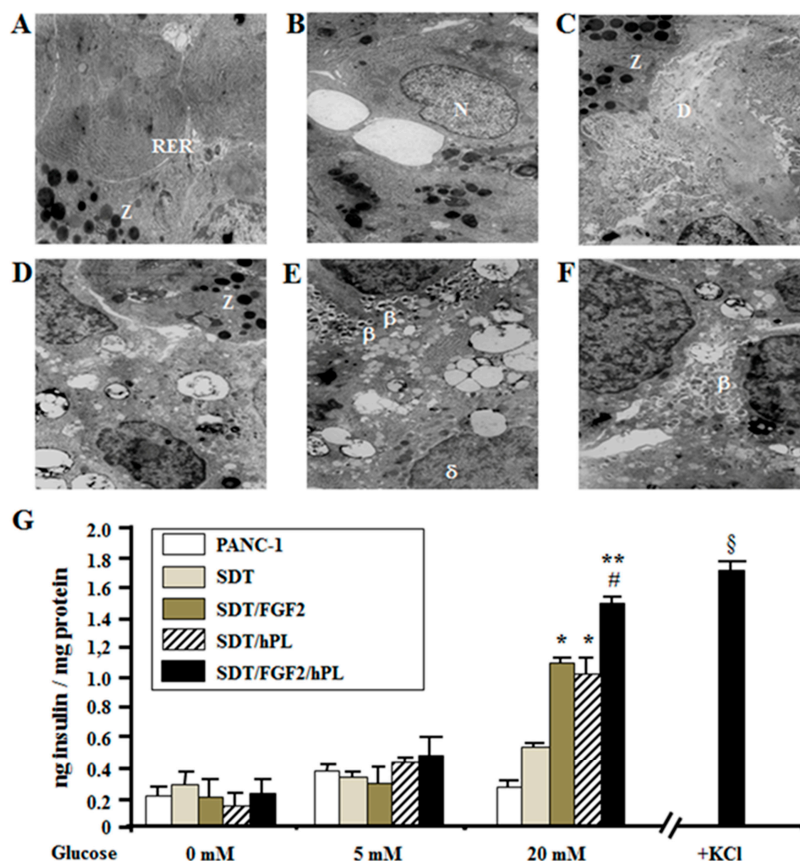 A
B
C
RER
Z
N
Z
D
D
E
F
Z
β
β
δ
β
G
ng insulin / mg protein
2.0
1.8
1.6
1.4
1,2
1.0
0.8
0.6
0.4
0.2
0
PANC-1
SDT
SDT/FGF2
SDT/hPL
SDT/FGF2/hPL
*
*
**
#
§
Glucose
0 mM
5 mM
20 mM
+KCl